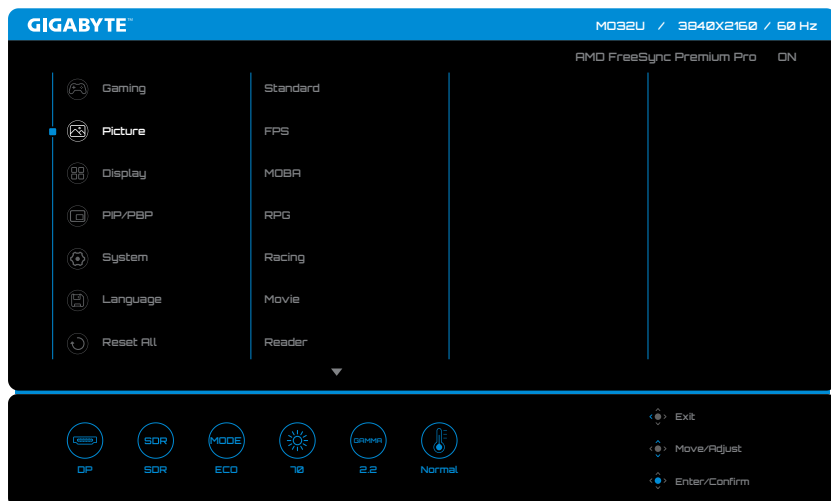 GIGABYTE™
MO32U / 3840X2160 / 60 Hz
AMD FreeSync Premium Pro ON
Gaming Standard
Picture FPS
Display MOBA
PIP/PBP RPG
System Racing
Language Movie
Reset All Reader
Exit
SDR MODE GAMMA
Move/Adjust
DP SDR ECO 70 2.2 Normal
Enter/Confirm